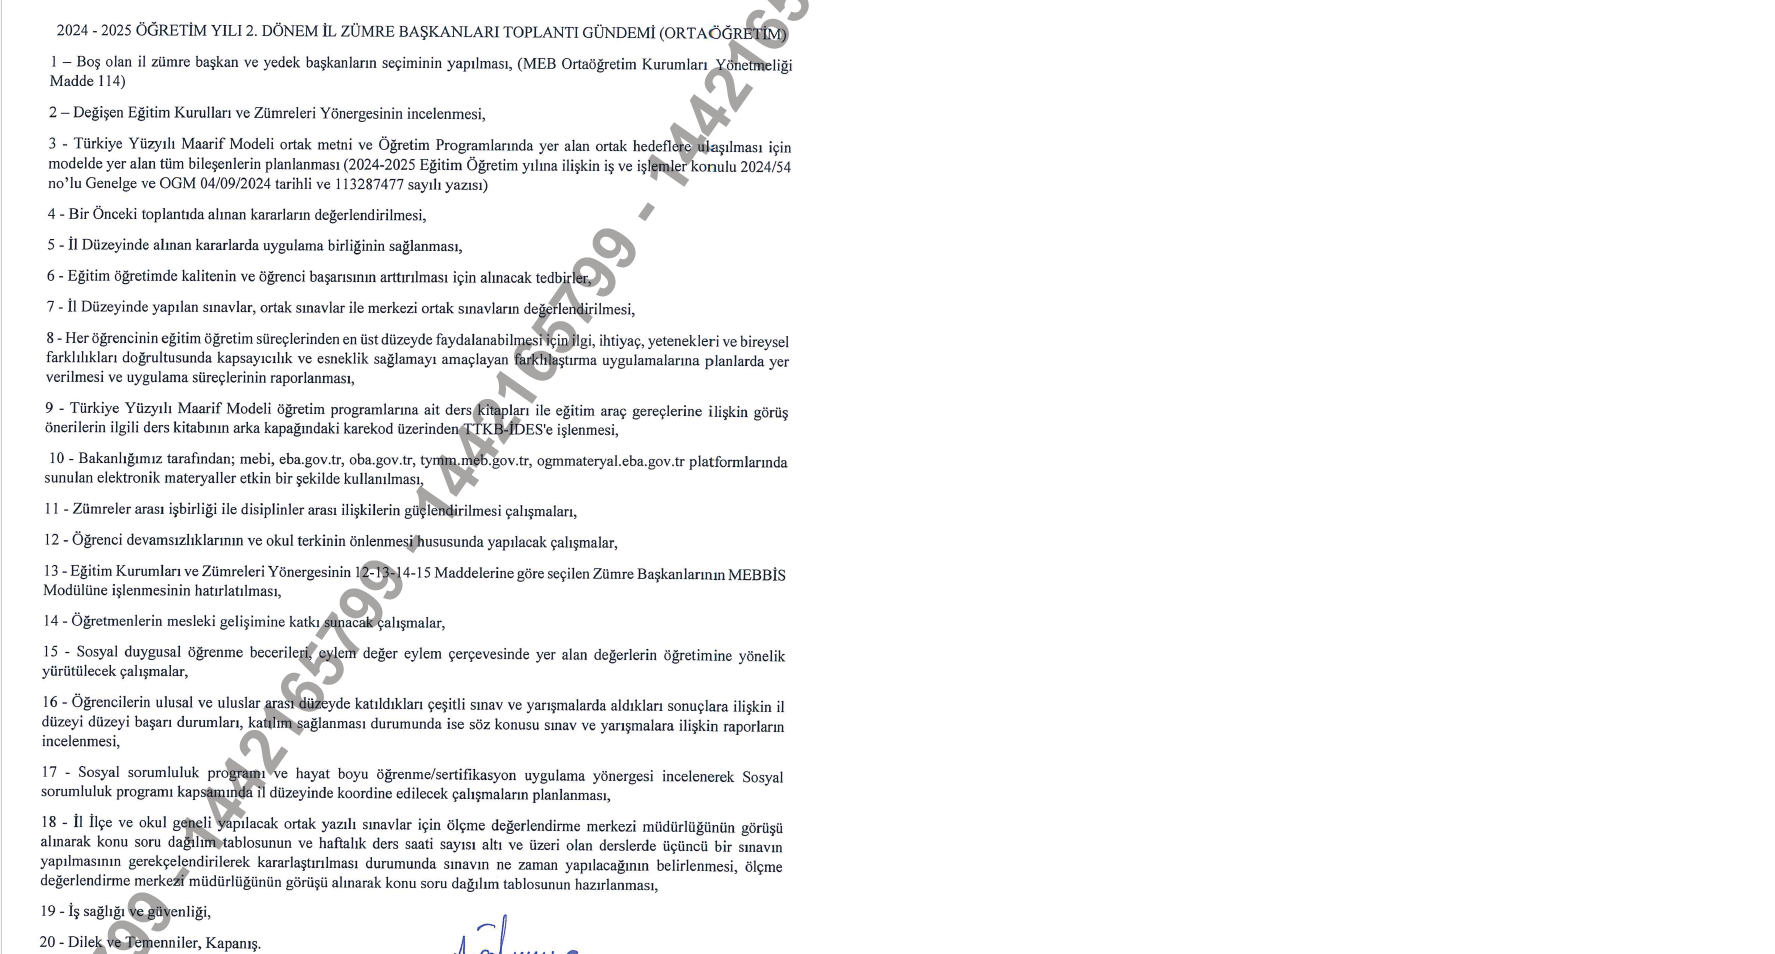 2024 - 2025 ÖĞRETİM YILI 2. DÖNEM İL ZÜMRE BAŞKANLARI TOPLANTI GÜNDEMİ (ORTAÖĞRETİM)
1 – Boş olan il zümre başkan ve yedek başkanların seçiminin yapılması, (MEB Ortaöğretim Kurumları Yönetmeliği
Madde 114)
2 – Değişen Eğitim Kurulları ve Zümreleri Yönergesinin incelenmesi,
3 - Türkiye Yüzyılı Maarif Modeli ortak metni ve Öğretim Programlarında yer alan ortak hedeflere ulaşılması için
modelde yer alan tüm bileşenlerin planlanması (2024-2025 Eğitim Öğretim yılına ilişkin iş ve işlemler konulu 2024/54
no’lu Genelge ve OGM 04/09/2024 tarihli ve 113287477 sayılı yazısı)
4 - Bir Önceki toplantıda alınan kararların değerlendirilmesi,
5 - İl Düzeyinde alınan kararlarda uygulama birliğinin sağlanması,
6 - Eğitim öğretimde kalitenin ve öğrenci başarısının arttırılması için alınacak tedbirler,
7 - İl Düzeyinde yapılan sınavlar, ortak sınavlar ile merkezi ortak sınavların değerlendirilmesi,
8 - Her öğrencinin eğitim öğretim süreçlerinden en üst düzeyde faydalanabilmesi için ilgi, ihtiyaç, yetenekleri ve bireysel
farklılıkları doğrultusunda kapsayıcılık ve esneklik sağlamayı amaçlayan farklılaştırma uygulamalarına planlarda yer
verilmesi ve uygulama süreçlerinin raporlanması,
9 - Türkiye Yüzyılı Maarif Modeli öğretim programlarına ait ders kitapları ile eğitim araç gereçlerine ilişkin görüş
önerilerin ilgili ders kitabının arka kapağındaki karekod üzerinden TTKB-İDES'e işlenmesi,
10 - Bakanlığımız tarafından; mebi, eba.gov.tr, oba.gov.tr, tymm.meb.gov.tr, ogmmateryal.eba.gov.tr platformlarında
sunulan elektronik materyaller etkin bir şekilde kullanılması,
11 - Zümreler arası işbirliği ile disiplinler arası ilişkilerin güçlendirilmesi çalışmaları,
12 - Öğrenci devamsızlıklarının ve okul terkinin önlenmesi hususunda yapılacak çalışmalar,
13 - Eğitim Kurumları ve Zümreleri Yönergesinin 12-13-14-15 Maddelerine göre seçilen Zümre Başkanlarının MEBBİS
Modülüne işlenmesinin hatırlatılması,
14 - Öğretmenlerin mesleki gelişimine katkı sunacak çalışmalar,
15 - Sosyal duygusal öğrenme becerileri, eylem değer eylem çerçevesinde yer alan değerlerin öğretimine yönelik
yürütülecek çalışmalar,
16 - Öğrencilerin ulusal ve uluslar arası düzeyde katıldıkları çeşitli sınav ve yarışmalarda aldıkları sonuçlara ilişkin il
düzeyi düzeyi başarı durumları, katılım sağlanması durumunda ise söz konusu sınav ve yarışmalara ilişkin raporların
incelenmesi,
17 - Sosyal sorumluluk programı ve hayat boyu öğrenme/sertifikasyon uygulama yönergesi incelenerek Sosyal
sorumluluk programı kapsamında il düzeyinde koordine edilecek çalışmaların planlanması,
18 - İl İlçe ve okul geneli yapılacak ortak yazılı sınavlar için ölçme değerlendirme merkezi müdürlüğünün görüşü
alınarak konu soru dağılım tablosunun ve haftalık ders saati sayısı altı ve üzeri olan derslerde üçüncü bir sınavın
yapılmasının gerekçelendirilerek kararlaştırılması durumunda sınavın ne zaman yapılacağının belirlenmesi, ölçme
değerlendirme merkezi müdürlüğünün görüşü alınarak konu soru dağılım tablosunun hazırlanması,
19 - İş sağlığı ve güvenliği,
20 - Dilek ve Temenniler, Kapanış.
799 - 1442165799 - 1442165799 - 1442165